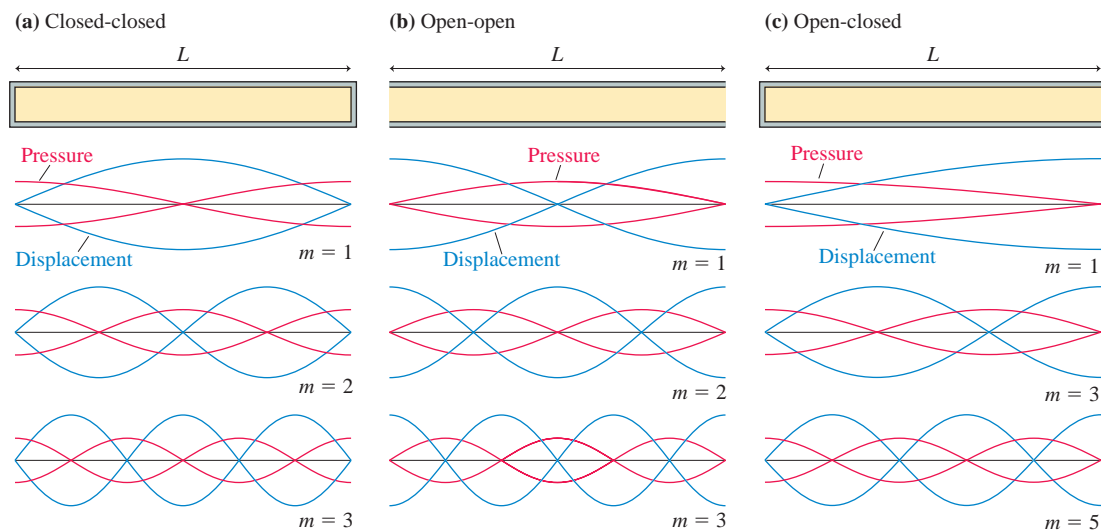 (a) Closed-closed
L
Pressure
Displacement
m = 1
m = 2
m = 3
(b) Open-open
L
Pressure
Displacement
m = 1
m = 2
m = 3
(c) Open-closed
L
Pressure
Displacement
m = 1
m = 3
m = 5